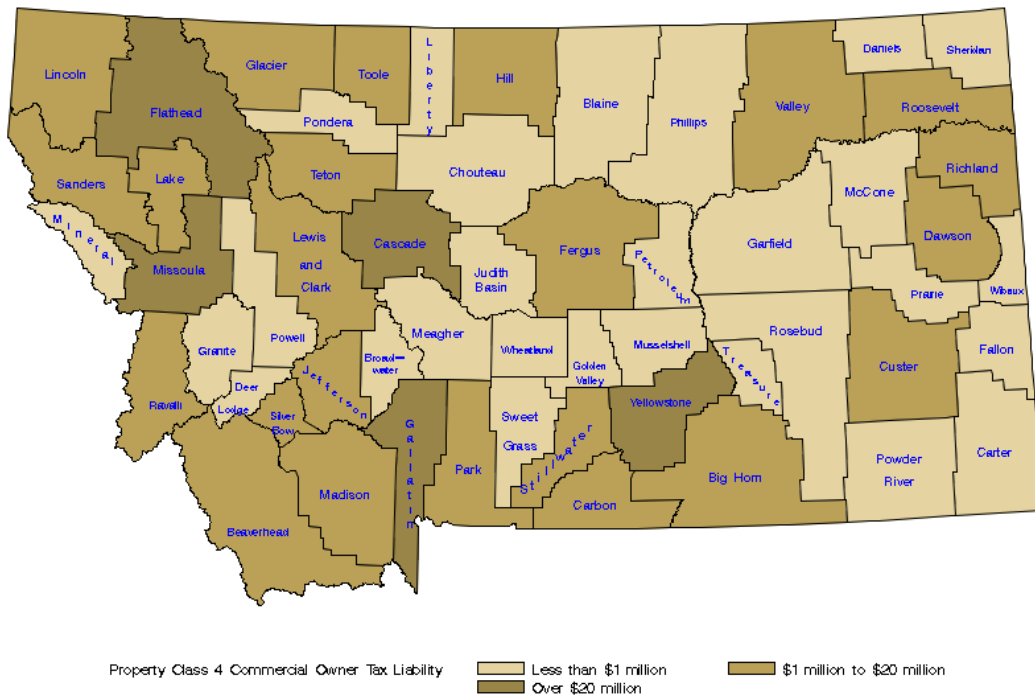 Lincoln
Flathead
Glacier
Toole
Liberty
Hill
Blaine
Phillips
Valley
Daniels
Sheridan
Roosevelt
Pondera
Chouteau
Teton
Sanders
Lake
Richland
McCone
Mineral
Missoula
Lewis
and
Clark
Cascade
Judith
Basin
Fergus
Petroleum
Garfield
Dawson
Prairie
Wibaux
Granite
Powell
Meagher
Broad-
water
Wheatland
Golden
Valley
Musselshell
Rosebud
Treasure
Custer
Fallon
Ravalli
Deer
Lodge
Jefferson
Silver
Bow
Gallatin
Park
Sweet
Grass
Stillwater
Yellowstone
Big Horn
Powder
River
Carter
Madison
Beaverhead
Carbon
Property Class 4 Commercial Owner Tax Liability
Less than $1 million
$1 million to $20 million
Over $20 million